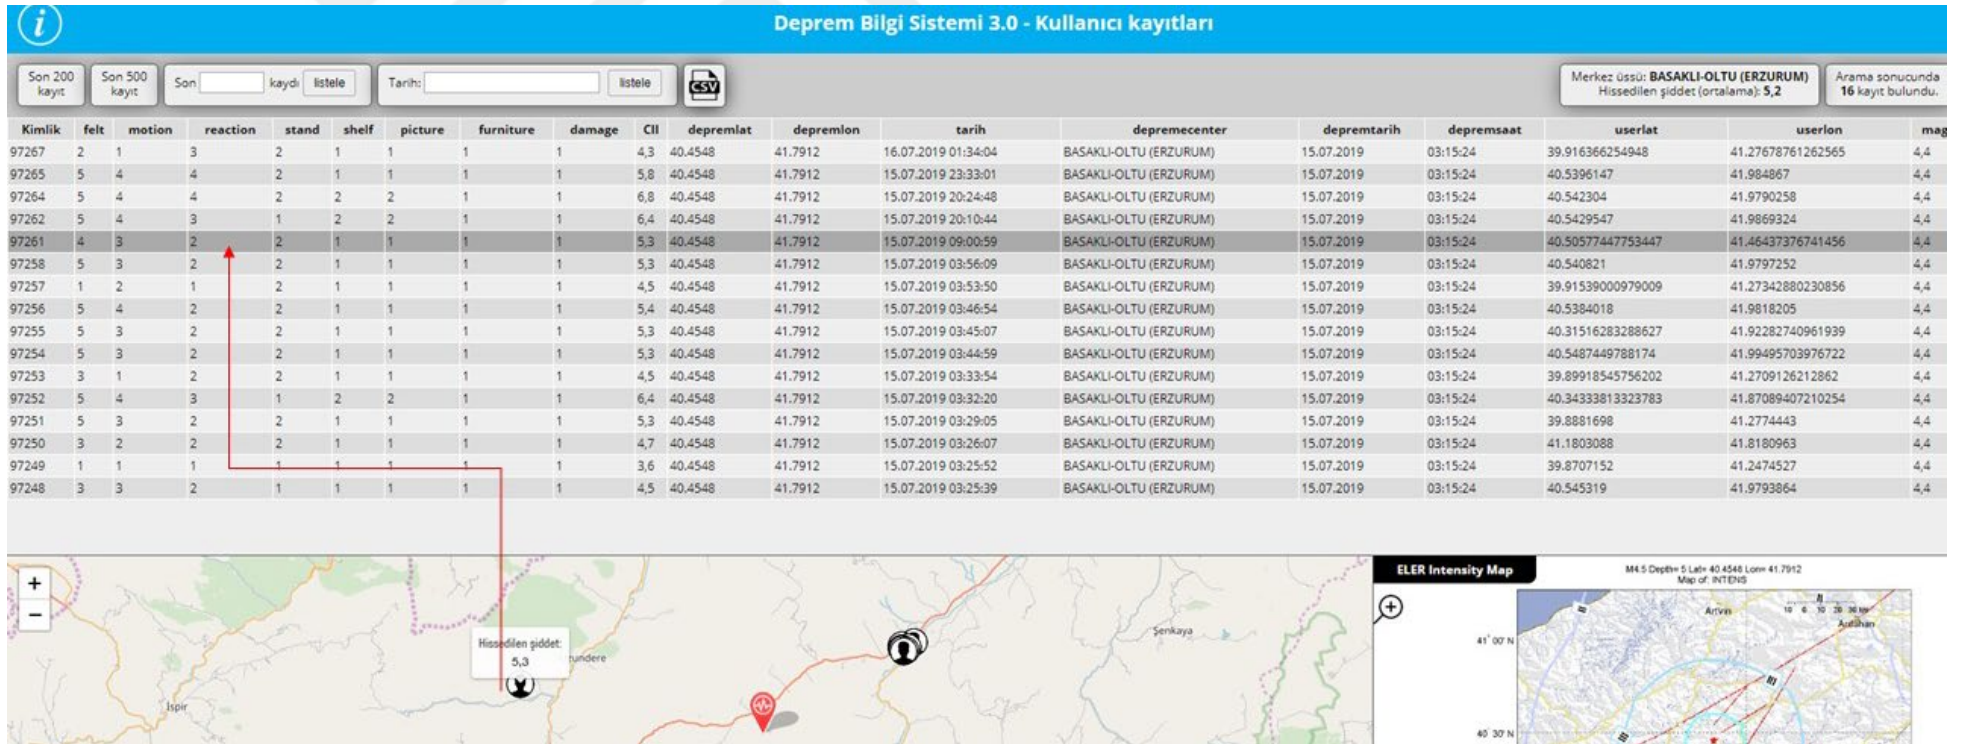 i
Deprem Bilgi Sistemi 3.0 - Kullanıcı kayıtları
Son 200 kayıt Son 500 kayıt Son kaydı listele Tarih: listele CSV Merkez üssü: BASAKLI-OLTU (ERZURUM) Arama sonucunda
Hissedilen şiddet (ortalama): 5,2 16 kayıt bulundu.
Kimlik felt motion reaction stand shelf picture furniture damage CII depremlat depremlon tarih depremecenter depremtarih depremsaat userlat userlon mag
97267 2 1 3 2 1 1 1 1 4,3 40.4548 41.7912 16.07.2019 01:34:04 BASAKLI-OLTU (ERZURUM) 15.07.2019 03:15:24 39.916366254948 41.27678761262565 4,4
97265 5 4 4 2 1 1 1 1 5,8 40.4548 41.7912 15.07.2019 23:33:01 BASAKLI-OLTU (ERZURUM) 15.07.2019 03:15:24 40.5396147 41.984867 4,4
97264 5 4 4 2 2 2 1 1 6,8 40.4548 41.7912 15.07.2019 20:24:48 BASAKLI-OLTU (ERZURUM) 15.07.2019 03:15:24 40.542304 41.9790258 4,4
97262 5 4 3 1 2 2 1 1 6,4 40.4548 41.7912 15.07.2019 20:10:44 BASAKLI-OLTU (ERZURUM) 15.07.2019 03:15:24 40.5429547 41.9869324 4,4
97261 4 3 2 2 1 1 1 1 5,3 40.4548 41.7912 15.07.2019 09:00:59 BASAKLI-OLTU (ERZURUM) 15.07.2019 03:15:24 40.50577447753447 41.46437376741456 4,4
97258 5 3 2 2 1 1 1 1 5,3 40.4548 41.7912 15.07.2019 03:56:09 BASAKLI-OLTU (ERZURUM) 15.07.2019 03:15:24 40.540821 41.9797252 4,4
97257 1 2 1 2 1 1 1 1 4,5 40.4548 41.7912 15.07.2019 03:53:50 BASAKLI-OLTU (ERZURUM) 15.07.2019 03:15:24 39.91539000979009 41.27342880230856 4,4
97256 5 4 2 2 1 1 1 1 5,4 40.4548 41.7912 15.07.2019 03:46:54 BASAKLI-OLTU (ERZURUM) 15.07.2019 03:15:24 40.5384018 41.9818205 4,4
97255 5 3 2 2 1 1 1 1 5,3 40.4548 41.7912 15.07.2019 03:45:07 BASAKLI-OLTU (ERZURUM) 15.07.2019 03:15:24 40.31516283288627 41.92282740961939 4,4
97254 5 3 2 2 1 1 1 1 5,3 40.4548 41.7912 15.07.2019 03:44:59 BASAKLI-OLTU (ERZURUM) 15.07.2019 03:15:24 40.5487449788174 41.99495703976722 4,4
97253 3 1 2 2 1 1 1 1 4,5 40.4548 41.7912 15.07.2019 03:33:54 BASAKLI-OLTU (ERZURUM) 15.07.2019 03:15:24 39.89918545756202 41.2709126212862 4,4
97252 5 4 3 1 2 2 1 1 6,4 40.4548 41.7912 15.07.2019 03:32:20 BASAKLI-OLTU (ERZURUM) 15.07.2019 03:15:24 40.34333813323783 41.87089407210254 4,4
97251 5 3 2 2 1 1 1 1 5,3 40.4548 41.7912 15.07.2019 03:29:05 BASAKLI-OLTU (ERZURUM) 15.07.2019 03:15:24 39.8881698 41.2774443 4,4
97250 3 2 2 2 1 1 1 1 4,7 40.4548 41.7912 15.07.2019 03:26:07 BASAKLI-OLTU (ERZURUM) 15.07.2019 03:15:24 41.1803088 41.8180963 4,4
97249 1 1 1 1 1 1 1 1 3,6 40.4548 41.7912 15.07.2019 03:25:52 BASAKLI-OLTU (ERZURUM) 15.07.2019 03:15:24 39.8707152 41.2474527 4,4
97248 3 3 2 1 1 1 1 1 4,5 40.4548 41.7912 15.07.2019 03:25:39 BASAKLI-OLTU (ERZURUM) 15.07.2019 03:15:24 40.545319 41.9793864 4,4
+
−
Hissedilen şiddet:
5,3
zundere
Şenkaya
İspir
ELER Intensity Map
M4.5 Depth= 5 Lat= 40.4548 Lon= 41.7912
Map of: INTENS
Artvin
10 0 10 20 30 km
Ardahan
41° 00' N
II
III
40 30' N
III